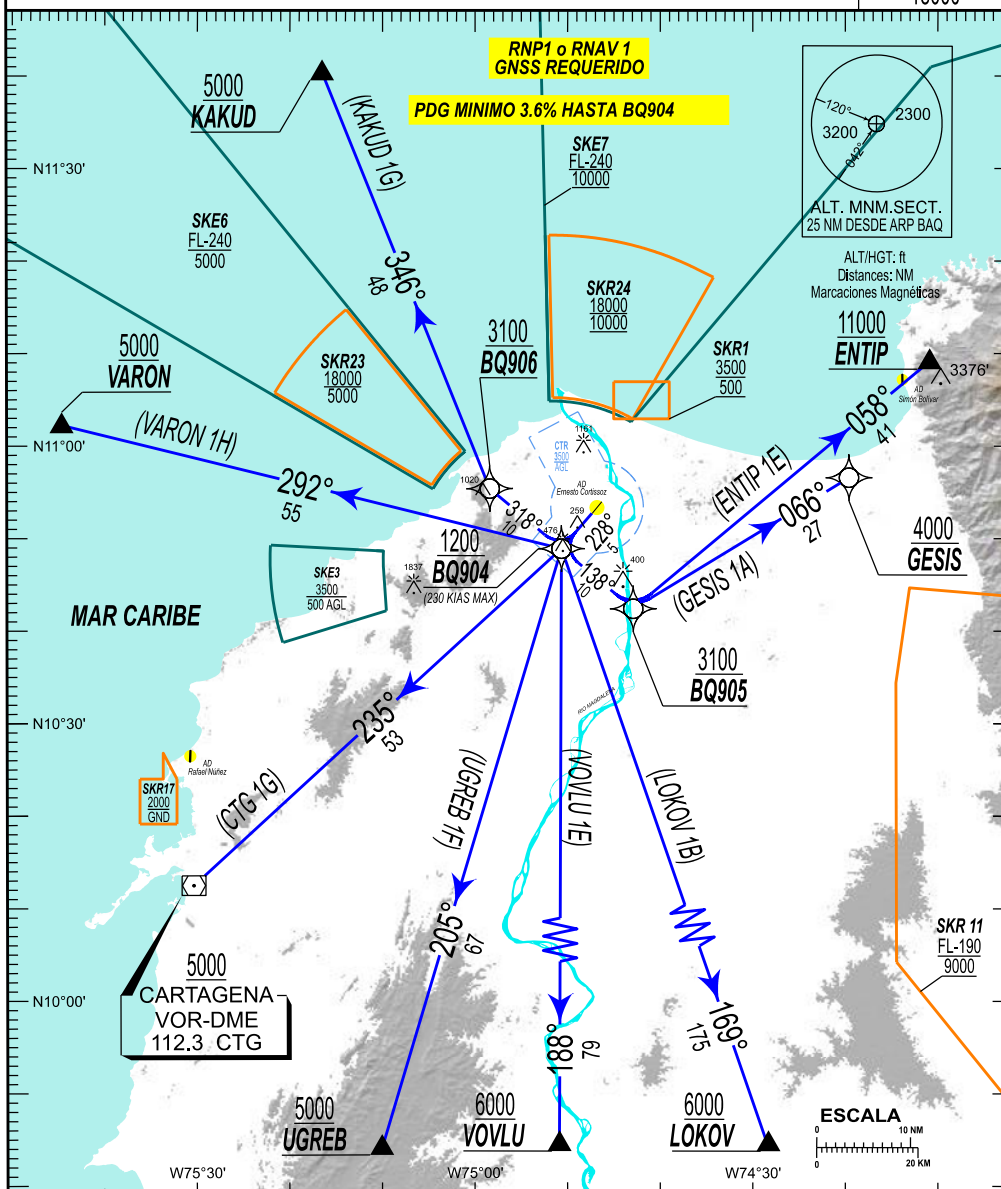 RNP1 o RNAV 1
GNSS REQUERIDO
PDG MINIMO 3.6% HASTA BQ904
5000
KAKUD
(KAKUD 1G)
346°
48
SKE7
FL-240
10000
120°
2300
3200
042°
ALT. MNM.SECT.
25 NM DESDE ARP BAQ
ALT/HGT: ft
Distances: NM
Marcaciones Magnéticas
N11°30'
SKE6
FL-240
5000
SKR24
18000
10000
SKR1
3500
500
11000
ENTIP
3376'
AD
Simón Bolívar
5000
VARON
SKR23
18000
5000
3100
BQ906
(VARON 1H)
292°
55
N11°00'
1020
318°
10
CTR
3500
AGL
1161
AD
Ernesto Cortissoz
259
476
228°
5
(ENTIP 1E)
058°
41
066°
27
(GESIS 1A)
4000
GESIS
1200
BQ904
(230 KIAS MAX)
138°
10
400
1837
SKE3
3500
500 AGL
MAR CARIBE
3100
BQ905
RIO MAGDALENA
235°
53
N10°30'
AD
Rafael Núñez
SKR17
2000
GND
(CTG 1G)
(UGREB 1F)
(VOVLU 1E)
(LOKOV 1B)
205°
67
188°
79
169°
175
SKR 11
FL-190
9000
N10°00'
5000
CARTAGENA
VOR-DME
112.3 CTG
5000
UGREB
6000
VOVLU
6000
LOKOV
ESCALA
0 10 NM
0 20 KM
W75°30'
W75°00'
W74°30'